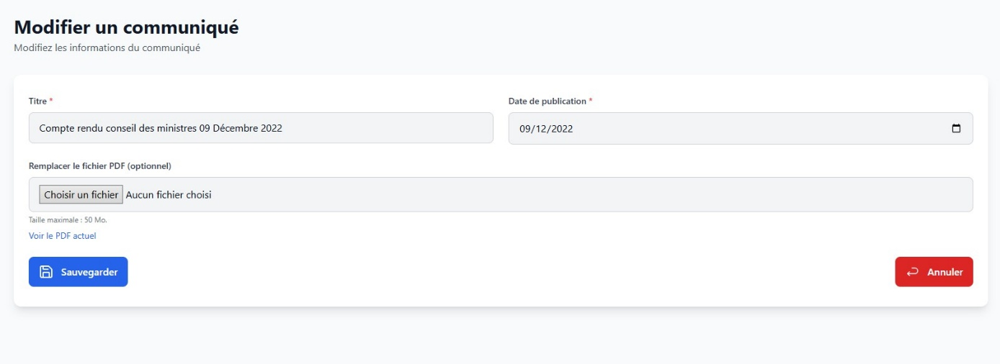 Modifier un communiqué
Modifiez les informations du communiqué
Titre *
Compte rendu conseil des ministres 09 Décembre 2022
Date de publication *
09/12/2022
Remplacer le fichier PDF (optionnel)
Choisir un fichier Aucun fichier choisi
Taille maximale : 50 Mo.
Voir le PDF actuel
Sauvegarder
Annuler